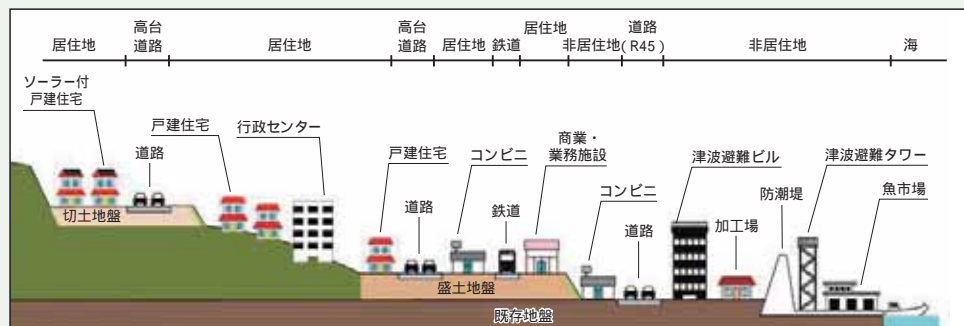 居住地
高台
道路
居住地
高台
道路
居住地
鉄道
居住地
非居住地
道路
(R45)
非居住地
海
ソーラー付
戸建住宅
道路
戸建住宅
行政センター
戸建住宅
道路
コンビニ
鉄道
商業・
業務施設
コンビニ
道路
津波避難ビル
加工場
防潮堤
津波避難タワー
魚市場
切土地盤
盛土地盤
既存地盤